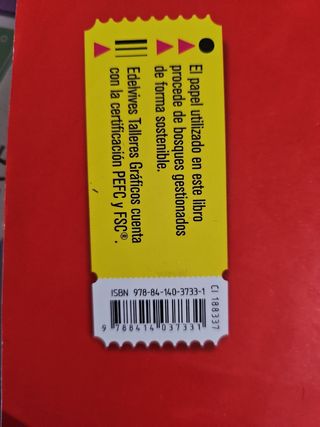 El papel utilizado en este libro
procede de bosques gestionados
de forma sostenible.
Edelvives Talleres Gráficos cuenta
con la certificación PEFC y FSC®.
ISBN 978-84-140-3733-1
9 788414 037331
CI 188337